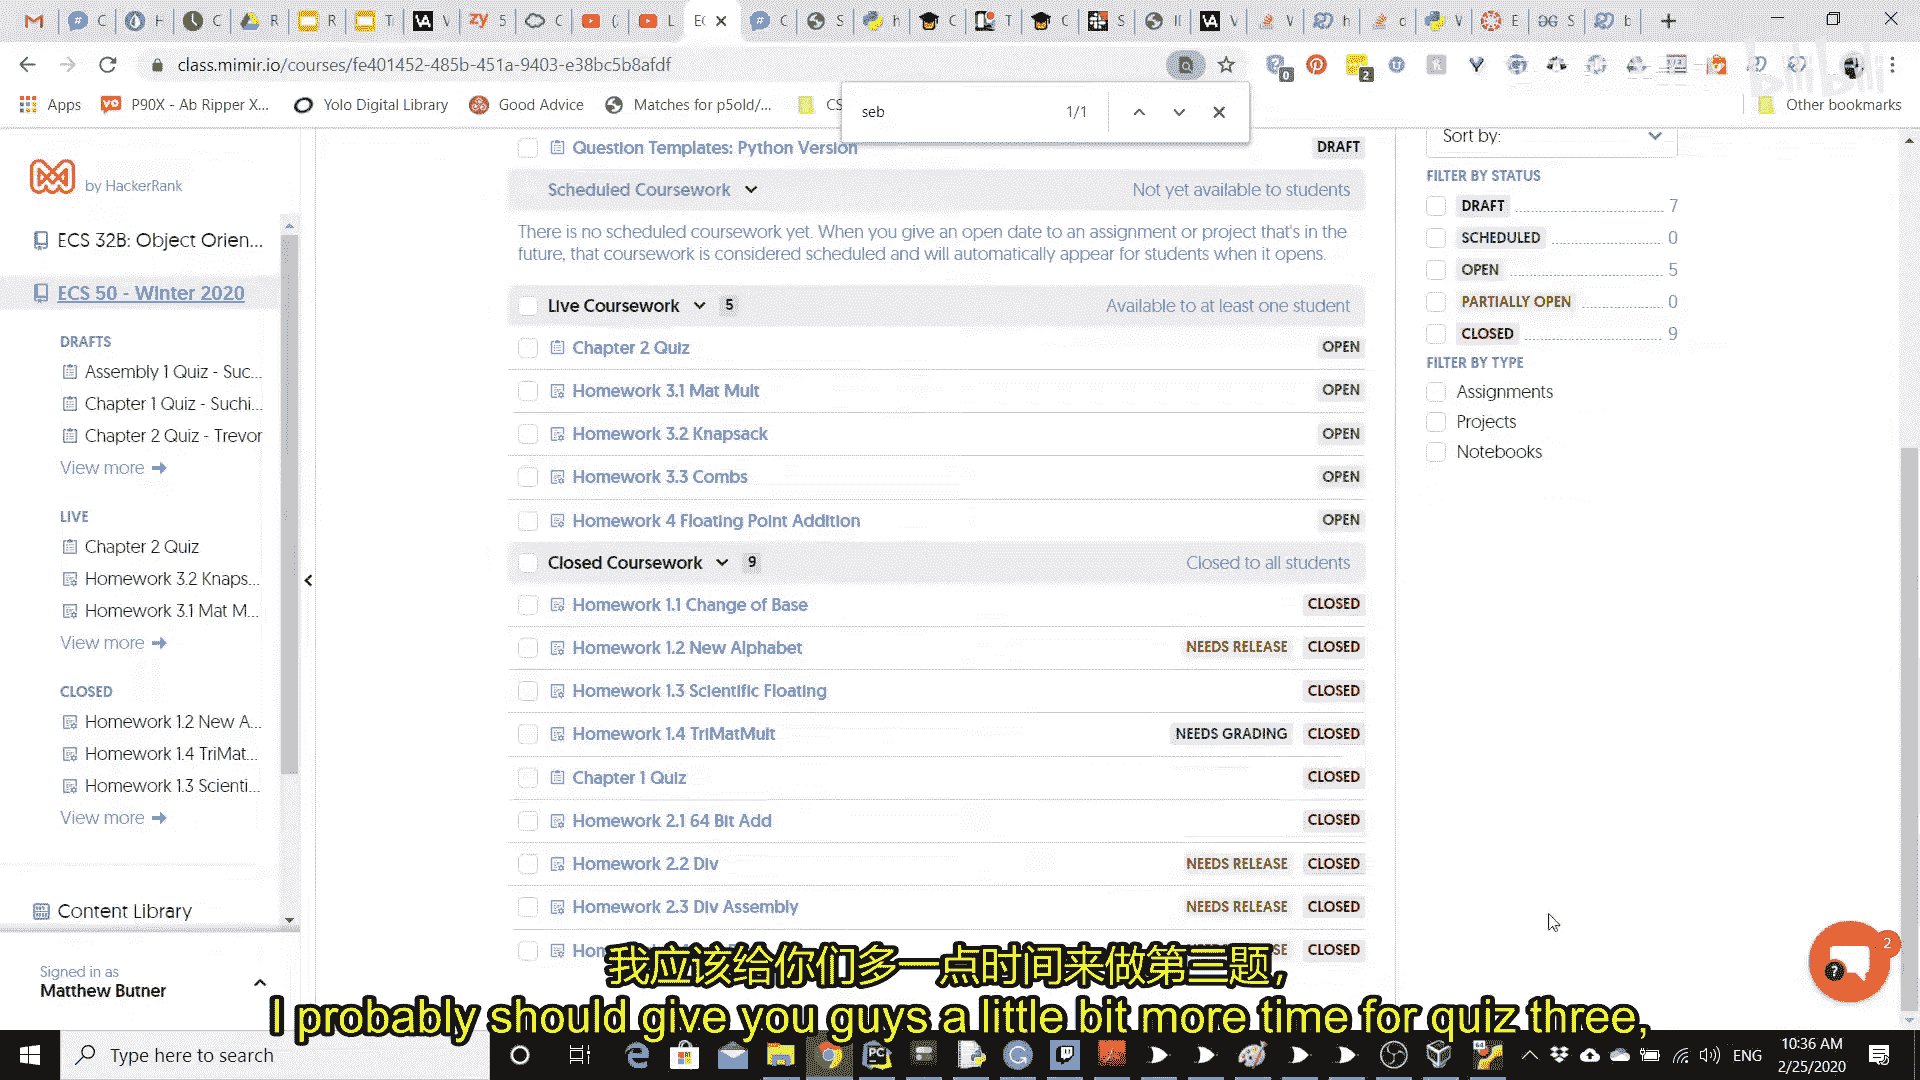 class.mimir.io/courses/fe401452-485b-451a-9403-e38bc5b8afdf
Apps
P90X - Ab Ripper X...
Yolo Digital Library
Good Advice
Matches for p5old/...
Other bookmarks
seb
1/1
bilibili
by HackerRank
ECS 32B: Object Orien...
ECS 50 - Winter 2020
DRAFTS
Assembly 1 Quiz - Suc...
Chapter 1 Quiz - Suchi...
Chapter 2 Quiz - Trevor
View more
LIVE
Chapter 2 Quiz
Homework 3.2 Knaps...
Homework 3.1 Mat M...
View more
CLOSED
Homework 1.2 New A...
Homework 1.4 TriMat...
Homework 1.3 Scienti...
View more
Content Library
Signed in as
Matthew Butner
Question Templates: Python Version DRAFT
Scheduled Coursework Not yet available to students
There is no scheduled coursework yet. When you give an open date to an assignment or project that's in the
future, that coursework is considered scheduled and will automatically appear for students when it opens.
Live Coursework 5 Available to at least one student
Chapter 2 Quiz OPEN
Homework 3.1 Mat Mult OPEN
Homework 3.2 Knapsack OPEN
Homework 3.3 Combs OPEN
Homework 4 Floating Point Addition OPEN
Closed Coursework 9 Closed to all students
Homework 1.1 Change of Base CLOSED
Homework 1.2 New Alphabet NEEDS RELEASE CLOSED
Homework 1.3 Scientific Floating CLOSED
Homework 1.4 TriMatMult NEEDS GRADING CLOSED
Chapter 1 Quiz CLOSED
Homework 2.1 64 Bit Add CLOSED
Homework 2.2 Div NEEDS RELEASE CLOSED
Homework 2.3 Div Assembly NEEDS RELEASE CLOSED
CLOSED
Sort by:
FILTER BY STATUS
DRAFT 7
SCHEDULED 0
OPEN 5
PARTIALLY OPEN 0
CLOSED 9
FILTER BY TYPE
Assignments
Projects
Notebooks
2
我应该给你们多一点时间来做第三题,
I probably should give you guys a little bit more time for quiz three,
Type here to search
ENG
10:36 AM
2/25/2020